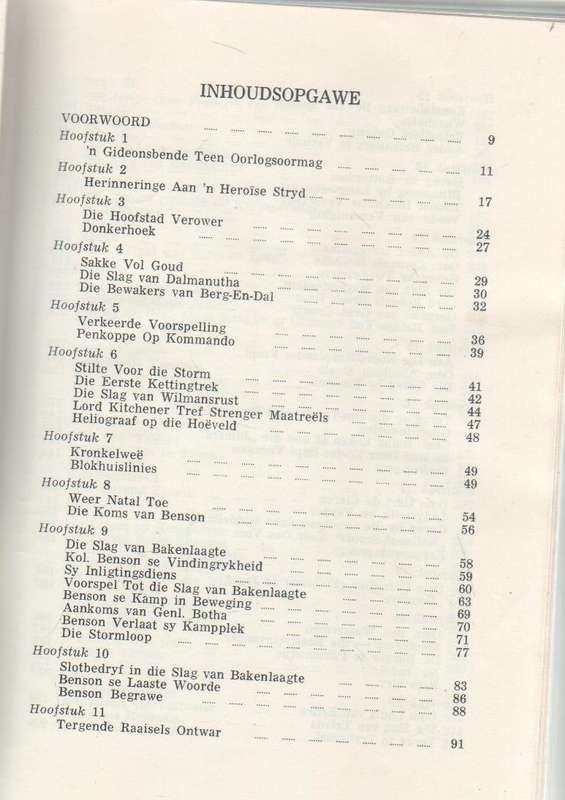 INHOUDSOPGAWE
VOORWOORD ...... 9
Hoofstuk 1
'n Gideonsbende Teen Oorlogsoormag ...... 11
Hoofstuk 2
Herinneringe Aan 'n Heroïse Stryd ...... 17
Hoofstuk 3
Die Hoofstad Verower ...... 24
Donkerhoek ...... 27
Hoofstuk 4
Sakke Vol Goud ...... 29
Die Slag van Dalmanutha ...... 30
Die Bewakers van Berg-En-Dal ...... 32
Hoofstuk 5
Verkeerde Voorspelling ...... 36
Penkoppe Op Kommando ...... 39
Hoofstuk 6
Stilte Voor die Storm ...... 41
Die Eerste Kettingtrek ...... 42
Die Slag van Wilmansrust ...... 44
Lord Kitchener Tref Strenger Maatreëls ...... 47
Heliograaf op die Hoëveld ...... 48
Hoofstuk 7
Kronkelweë ...... 49
Blokhuislinies ...... 49
Hoofstuk 8
Weer Natal Toe ...... 54
Die Koms van Benson ...... 56
Hoofstuk 9
Die Slag van Bakenlaagte ...... 58
Kol. Benson se Vindingrykheid ...... 59
Sy Inligtingsdiens ...... 60
Voorspel Tot die Slag van Bakenlaagte ...... 63
Benson se Kamp in Beweging ...... 69
Aankoms van Genl. Botha ...... 70
Benson Verlaat sy Kampplek ...... 71
Die Stormloop ...... 77
Hoofstuk 10
Slotbedryf in die Slag van Bakenlaagte ...... 83
Benson se Laaste Woorde ...... 86
Benson Begrawe ...... 88
Hoofstuk 11
Tergende Raaisels Ontwar ...... 91